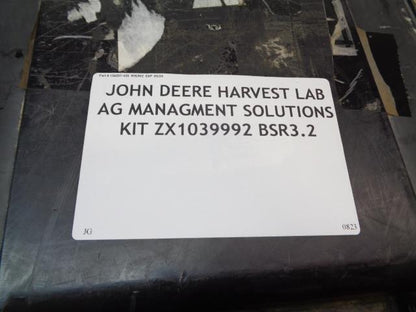 JOHN DEERE HARVEST LAB
AG MANAGMENT SOLUTIONS
KIT ZX1039992 BSR3.2
JG 0823